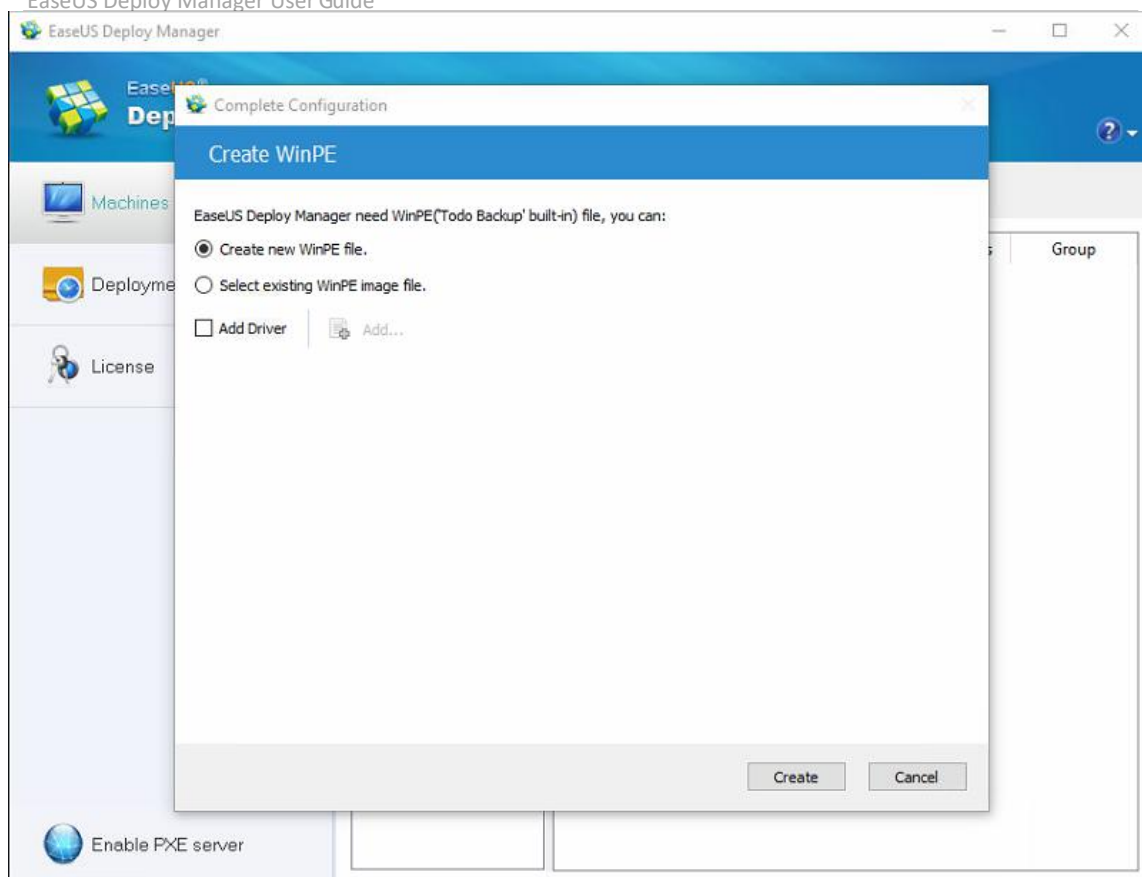 EaseUS Deploy Manager User Guide
EaseUS Deploy Manager
EaseUS®
Dep
Complete Configuration
Create WinPE
Machines
EaseUS Deploy Manager need WinPE('Todo Backup' built-in) file, you can:
Create new WinPE file.
s
Group
Deployme
Select existing WinPE image file.
Add Driver
Add...
License
Create
Cancel
Enable PXE server